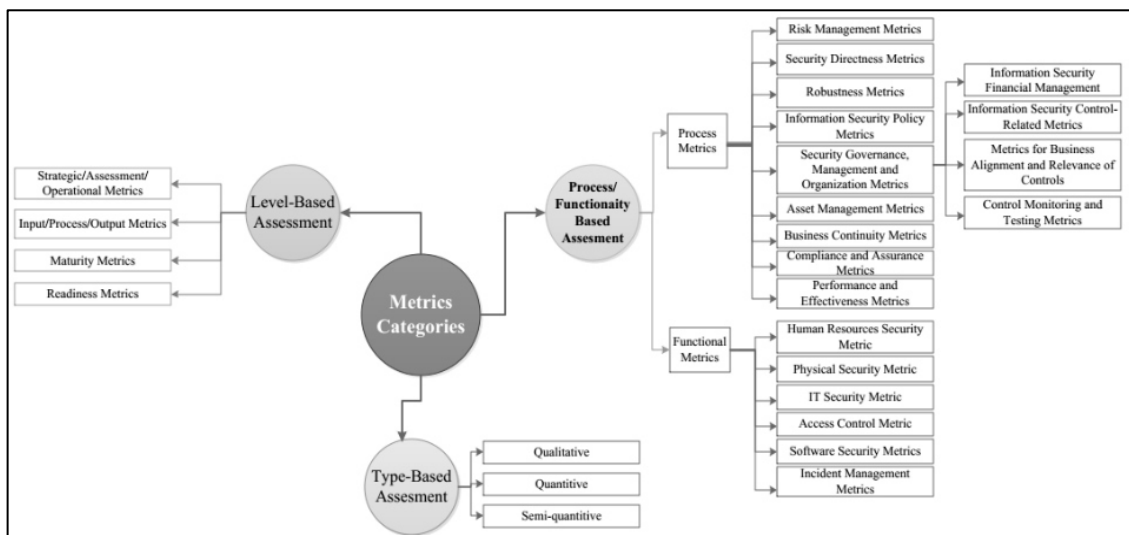 Metrics
Categories
Level-Based
Assessment
Strategic/Assessment/
Operational Metrics
Input/Process/Output Metrics
Maturity Metrics
Readiness Metrics
Process/
Functionaity
Based
Assesment
Process
Metrics
Risk Management Metrics
Security Directness Metrics
Robustness Metrics
Information Security Policy
Metrics
Security Governance,
Management and
Organization Metrics
Information Security
Financial Management
Information Security Control-
Related Metrics
Metrics for Business
Alignment and Relevance of
Controls
Control Monitoring and
Testing Metrics
Asset Management Metrics
Business Continuity Metrics
Compliance and Assurance
Metrics
Performance and
Effectiveness Metrics
Functional
Metrics
Human Resources Security
Metric
Physical Security Metric
IT Security Metric
Access Control Metric
Software Security Metrics
Incident Management
Metrics
Type-Based
Assesment
Qualitative
Quantitive
Semi-quantitive